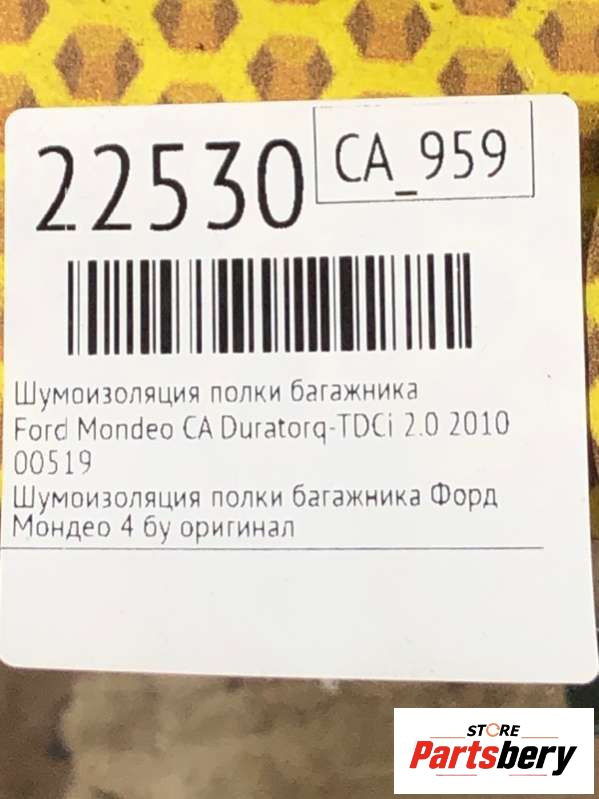 22530
CA_959
Шумоизоляция полки багажника
Ford Mondeo CA Duratorq-TDCi 2.0 2010
00519
Шумоизоляция полки багажника Форд
Мондео 4 бу оригинал
STORE
Partsbery